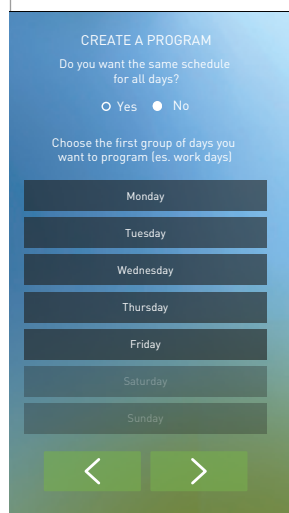 CREATE A PROGRAM
Do you want the same schedule
for all days?
Yes No
Choose the first group of days you
want to program (es. work days)
Monday
Tuesday
Wednesday
Thursday
Friday
Saturday
Sunday